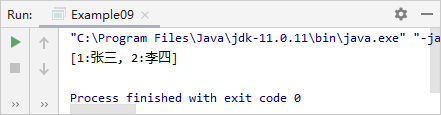 Run: Example09
"C:\Program Files\Java\jdk-11.0.11\bin\java.exe" "-ja
[1:张三, 2:李四]
Process finished with exit code 0